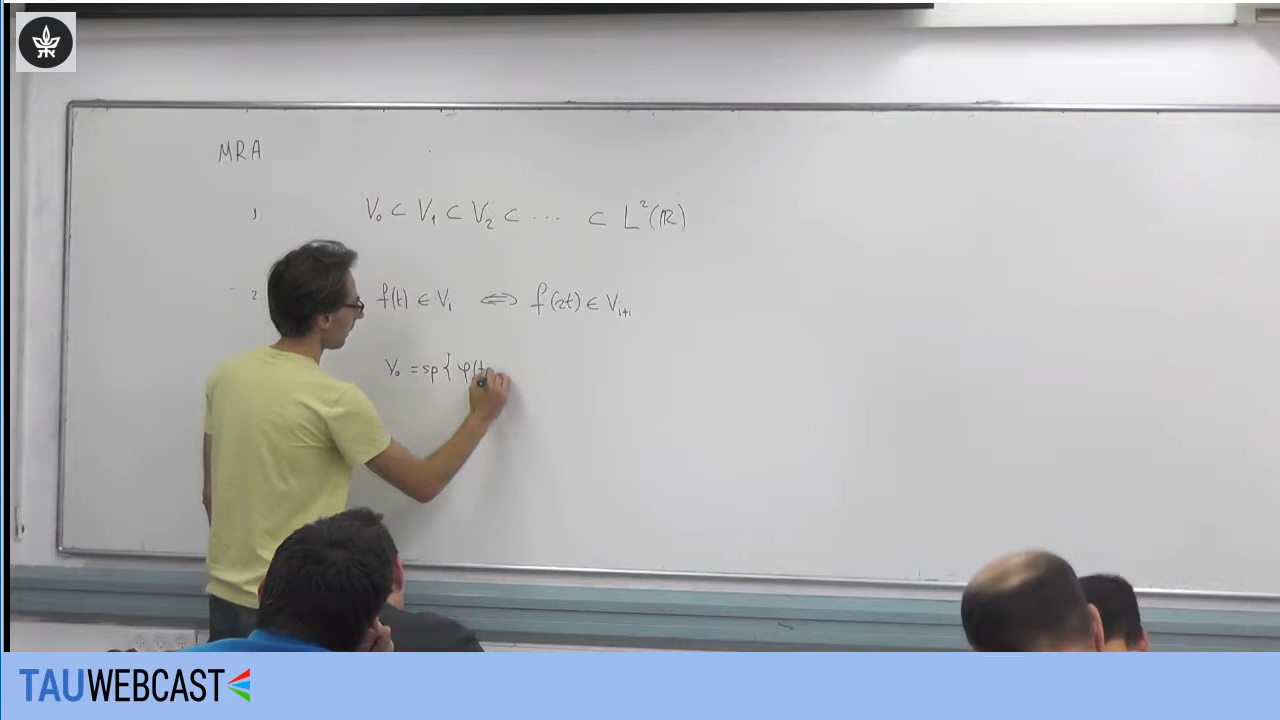 MRA
1. V₀ ⊂ V₁ ⊂ V₂ ⊂ ··· ⊂ L²(ℝ)
2. f(t) ∈ Vᵢ ⟺ f(2t) ∈ Vᵢ₊₁
V₀ = sp { φ(t
TAUWEBCAST